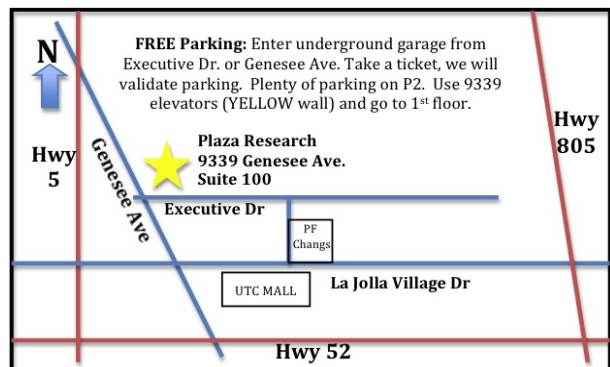 FREE Parking: Enter underground garage from
Executive Dr. or Genesee Ave. Take a ticket, we will
validate parking. Plenty of parking on P2. Use 9339
elevators (YELLOW wall) and go to 1st floor.
N
Hwy
5
Genesee Ave
Plaza Research
9339 Genesee Ave.
Suite 100
Hwy
805
Executive Dr
PF
Changs
UTC MALL
La Jolla Village Dr
Hwy 52